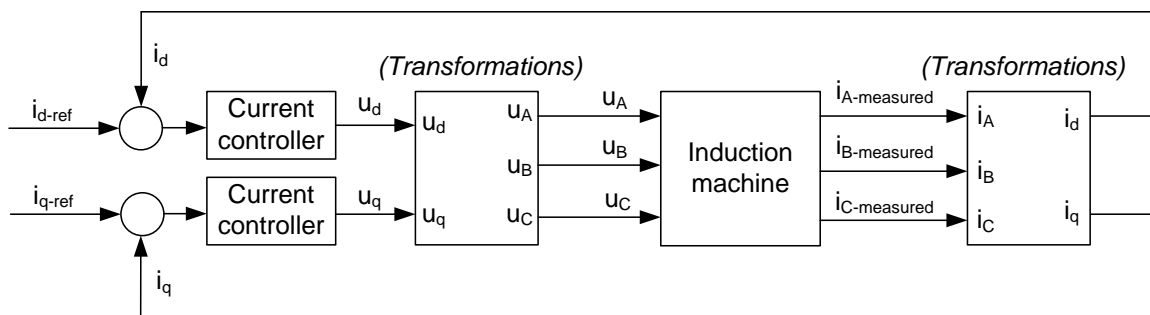 i_d
(Transformations)
(Transformations)
i_d-ref
Current
controller
u_d
u_d
u_A
u_A
i_A-measured
i_A
i_d
u_B
u_B
Induction
machine
i_B-measured
i_B
i_q-ref
Current
controller
u_q
u_q
u_C
u_C
i_C-measured
i_C
i_q
i_q